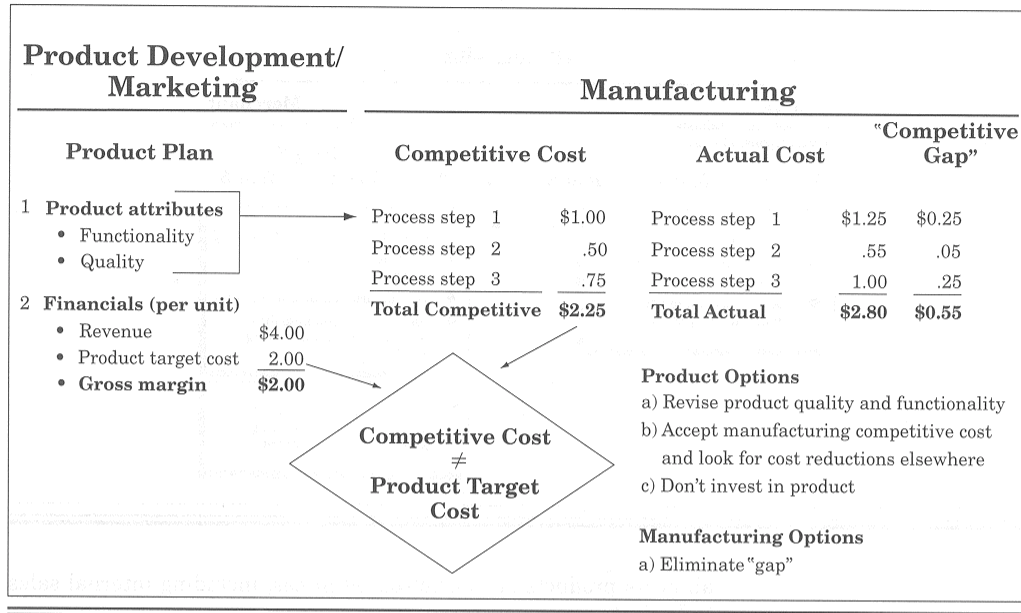 Product Development/
Marketing
Manufacturing
Product Plan
Competitive Cost
Actual Cost
"Competitive
Gap"
1 Product attributes
• Functionality
• Quality
2 Financials (per unit)
• Revenue $4.00
• Product target cost 2.00
• Gross margin $2.00
Process step 1 $1.00
Process step 2 .50
Process step 3 .75
Total Competitive $2.25
Process step 1 $1.25 $0.25
Process step 2 .55 .05
Process step 3 1.00 .25
Total Actual $2.80 $0.55
Competitive Cost
≠
Product Target
Cost
Product Options
a) Revise product quality and functionality
b) Accept manufacturing competitive cost
and look for cost reductions elsewhere
c) Don't invest in product
Manufacturing Options
a) Eliminate "gap"